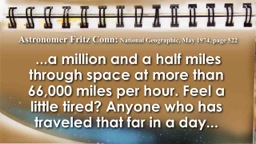 Astronomer Fritz Conn: National Geographic, May 1974, page 522
...a million and a half miles
through space at more than
66,000 miles per hour. Feel a
little tired? Anyone who has
traveled that far in a day...